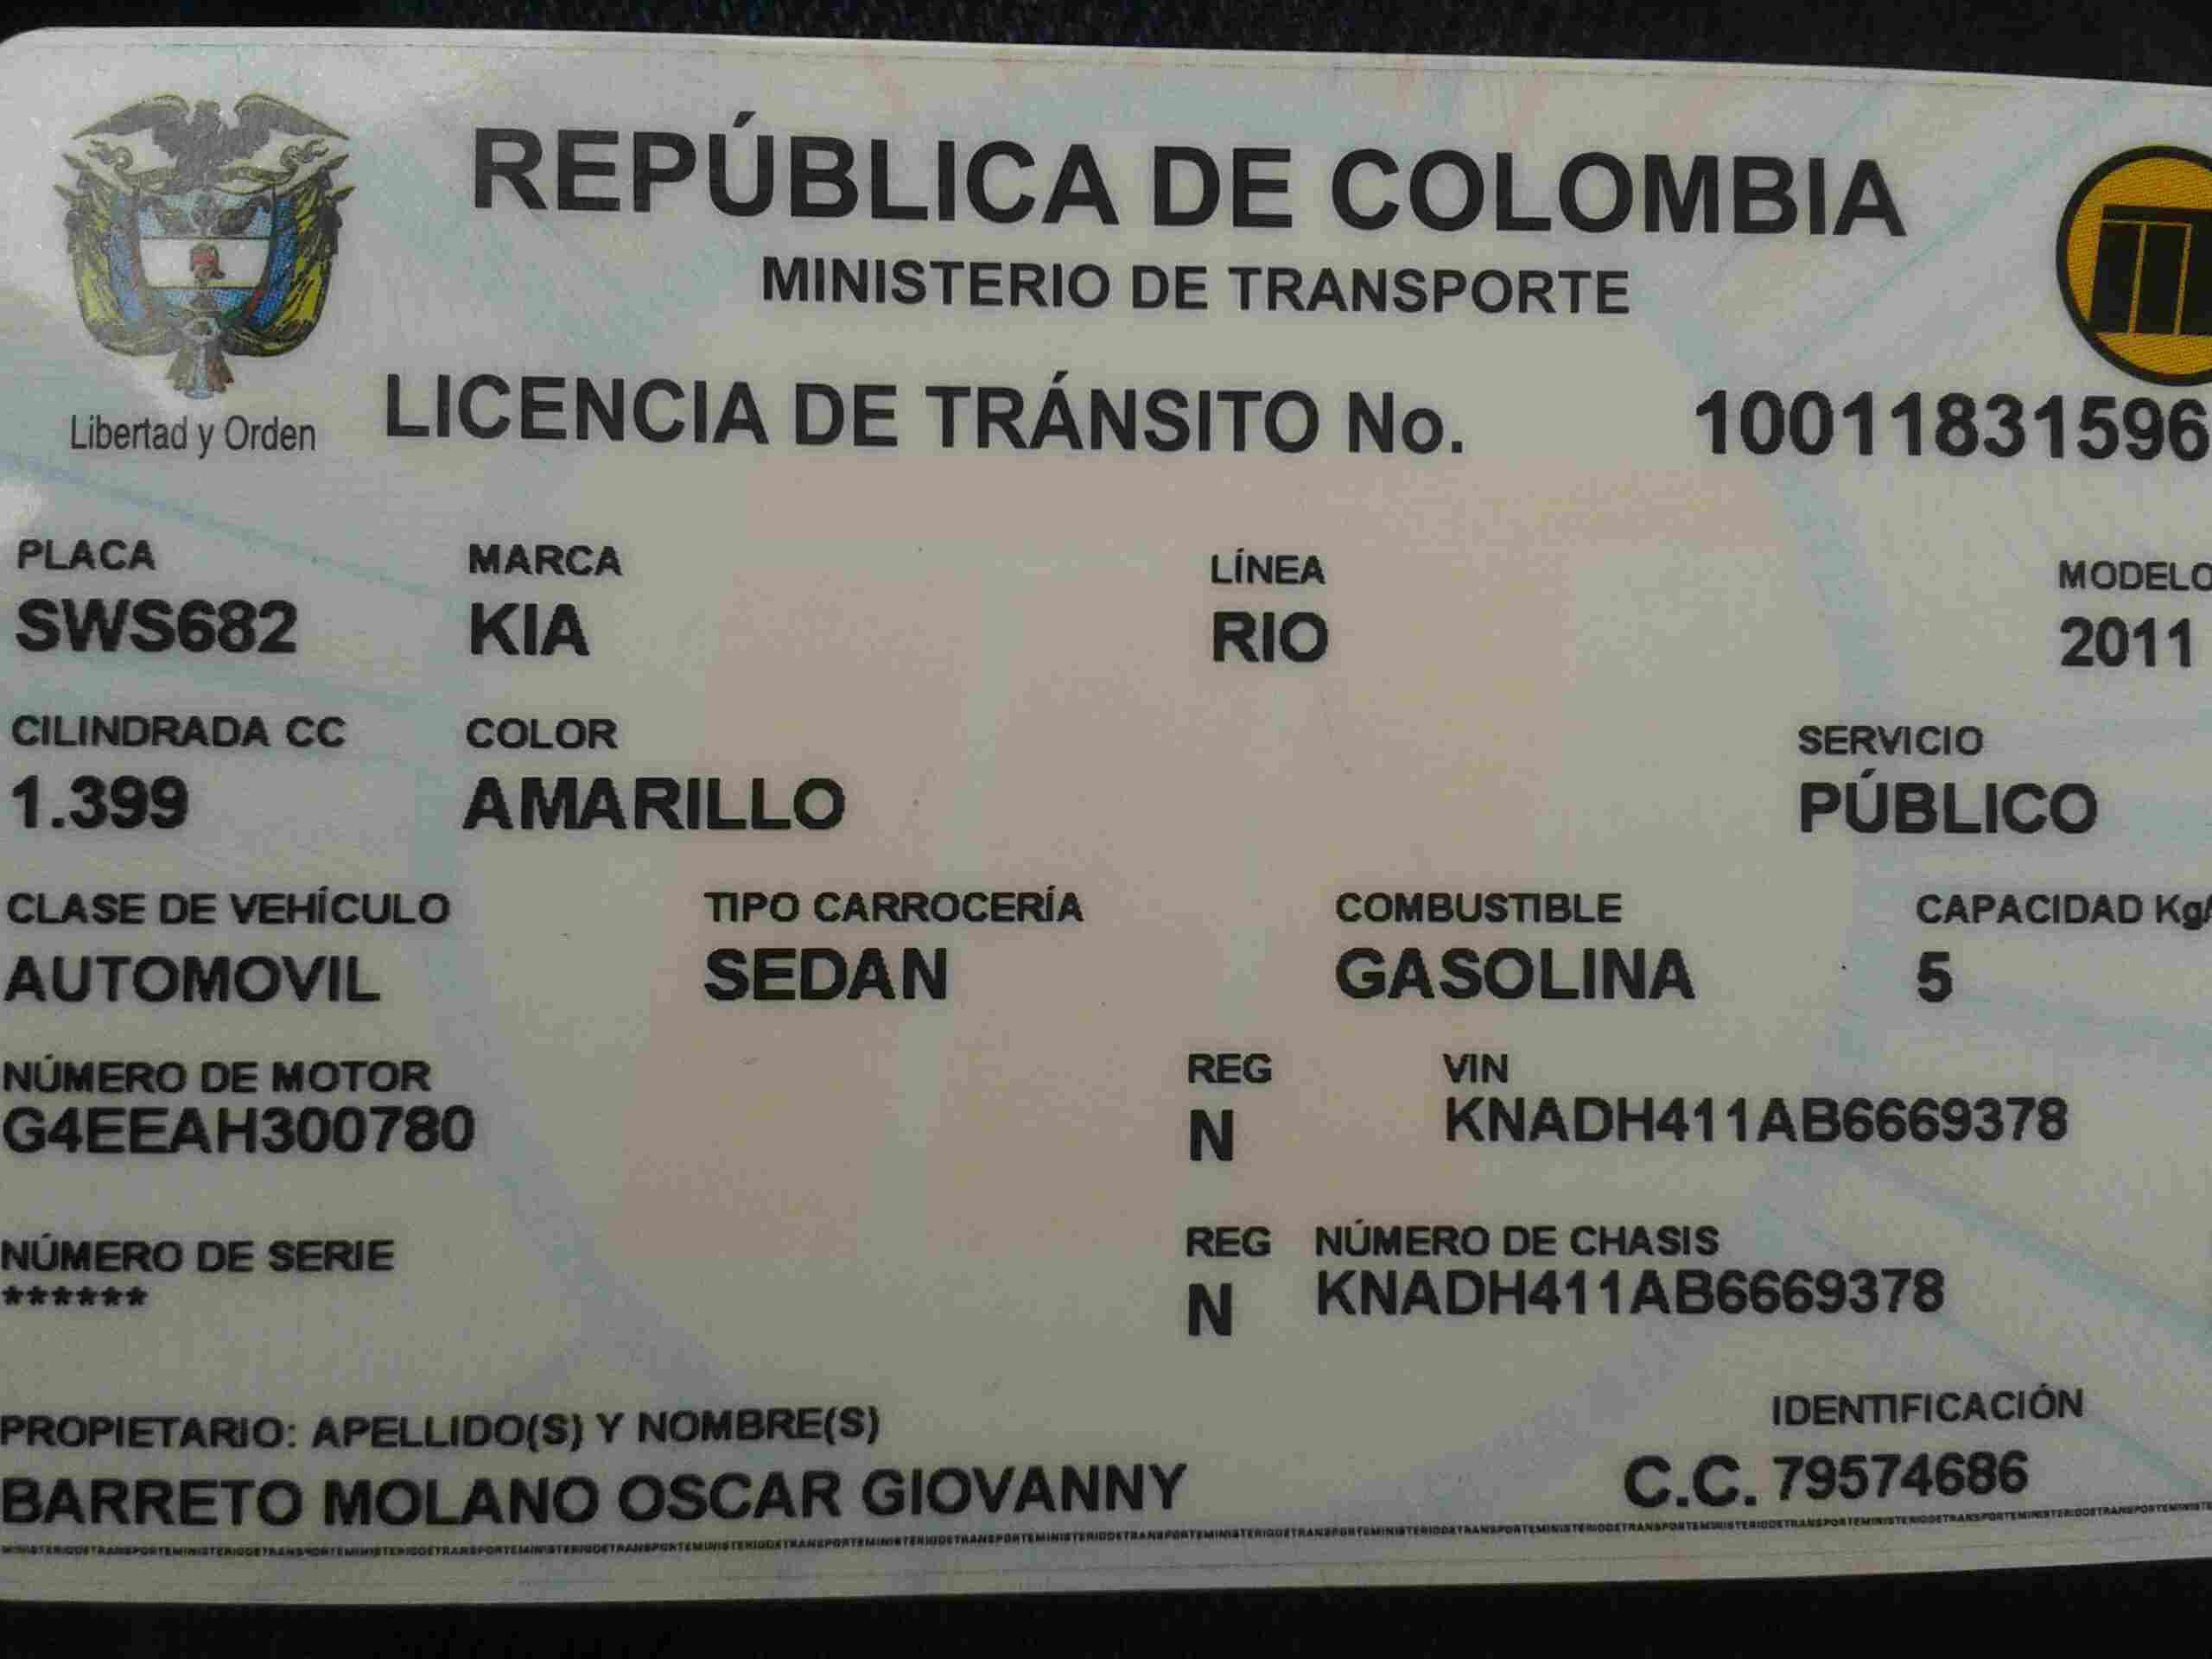 REPÚBLICA DE COLOMBIA
MINISTERIO DE TRANSPORTE
Libertad y Orden
LICENCIA DE TRÁNSITO No. 10011831596
PLACA MARCA LÍNEA MODELO
SWS682 KIA RIO 2011
CILINDRADA CC COLOR SERVICIO
1.399 AMARILLO PÚBLICO
CLASE DE VEHÍCULO TIPO CARROCERÍA COMBUSTIBLE CAPACIDAD Kg/
AUTOMOVIL SEDAN GASOLINA 5
NÚMERO DE MOTOR REG VIN
G4EEAH300780 N KNADH411AB6669378
NÚMERO DE SERIE REG NÚMERO DE CHASIS
****** N KNADH411AB6669378
PROPIETARIO: APELLIDO(S) Y NOMBRE(S) IDENTIFICACIÓN
BARRETO MOLANO OSCAR GIOVANNY C.C. 79574686